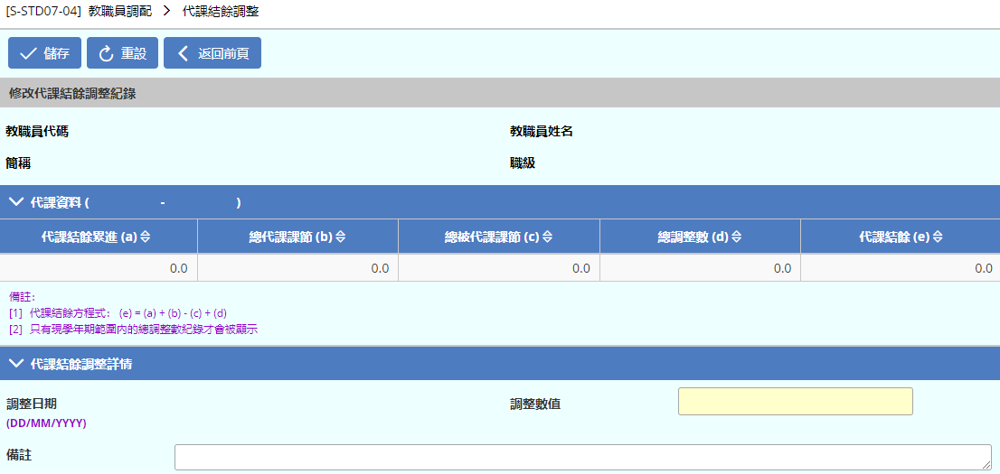 [S-STD07-04] 教職員調配 > 代課結餘調整
儲存 重設 返回前頁
修改代課結餘調整紀錄
教職員代碼 教職員姓名
簡稱 職級
代課資料 ( - )
代課結餘累進 (a) 總代課課節 (b) 總被代課課節 (c) 總調整數 (d) 代課結餘 (e)
0.0 0.0 0.0 0.0 0.0
備註：
[1] 代課結餘方程式： (e) = (a) + (b) - (c) + (d)
[2] 只有現學年期範圍內的總調整數紀錄才會被顯示
代課結餘調整詳情
調整日期 調整數值
(DD/MM/YYYY)
備註